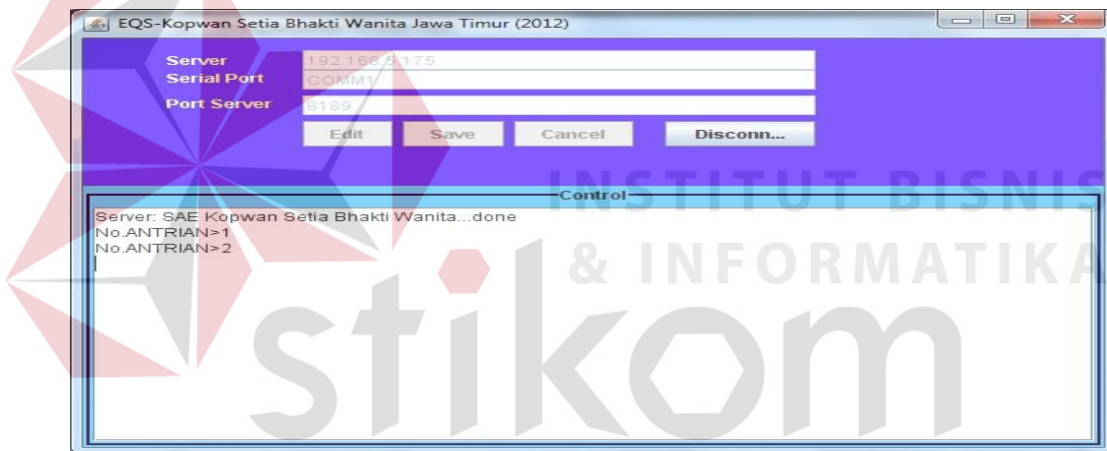 EQS-Kopwan Setia Bhakti Wanita Jawa Timur (2012)
Server 192.168.5.175
Serial Port COMM1
Port Server 8189
Edit Save Cancel Disconn...
Control
Server: SAE Kopwan Setia Bhakti Wanita...done
No.ANTRIAN>1
No.ANTRIAN>2
INSTITUT BISNIS
& INFORMATIKA
stikom